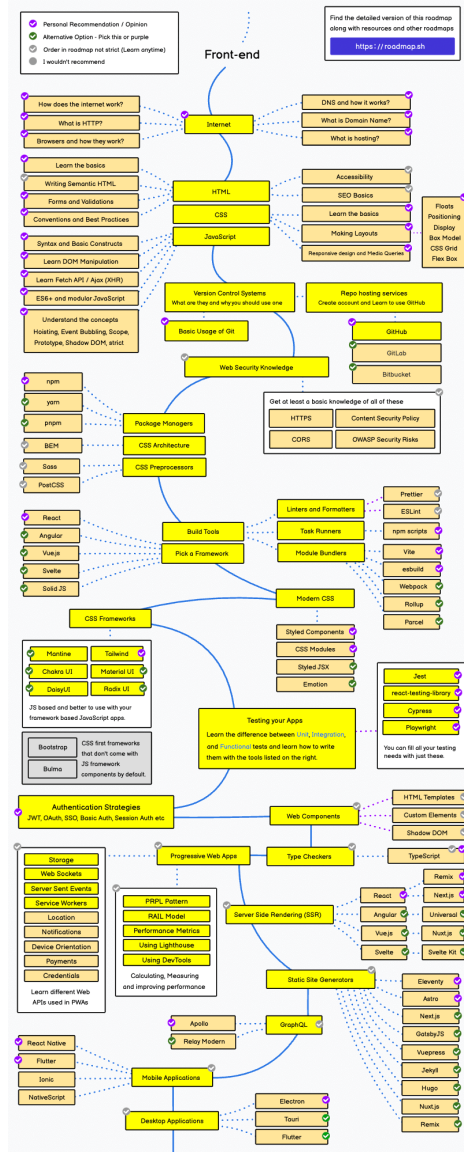 Personal Recommendation / Opinion
Alternative Option - Pick this or purple
Order in roadmap not strict (Learn anytime)
I wouldn't recommend
Find the detailed version of this roadmap
along with resources and other roadmaps
https://roadmap.sh
Front-end
How does the internet work?
What is HTTP?
Browsers and how they work?
Internet
DNS and how it works?
What is Domain Name?
What is hosting?
Learn the basics
Writing Semantic HTML
Forms and Validations
Conventions and Best Practices
HTML
CSS
JavaScript
Accessibility
SEO Basics
Learn the basics
Making Layouts
Responsive design and Media Queries
Floats
Positioning
Display
Box Model
CSS Grid
Flex Box
Syntax and Basic Constructs
Learn DOM Manipulation
Learn Fetch API / Ajax (XHR)
ES6+ and modular JavaScript
Understand the concepts
Hoisting, Event Bubbling, Scope,
Prototype, Shadow DOM, strict
Version Control Systems
What are they and why you should use one
Basic Usage of Git
Repo hosting services
Create account and Learn to use GitHub
GitHub
GitLab
Bitbucket
Web Security Knowledge
Get at least a basic knowledge of all of these
HTTPS
Content Security Policy
CORS
OWASP Security Risks
npm
yarn
pnpm
BEM
Sass
PostCSS
Package Managers
CSS Architecture
CSS Preprocessors
React
Angular
Vue.js
Svelte
Solid JS
Build Tools
Pick a Framework
Linters and Formatters
Task Runners
Module Bundlers
Prettier
ESLint
npm scripts
Vite
esbuild
Webpack
Rollup
Parcel
Modern CSS
Styled Components
CSS Modules
Styled JSX
Emotion
CSS Frameworks
Mantine
Tailwind
Chakra UI
Material UI
DaisyUI
Radix UI
JS based and better to use with your
framework based JavaScript apps.
Bootstrap
Bulma
CSS first frameworks
that don't come with
JS framework
components by default.
Testing your Apps
Learn the difference between Unit, Integration,
and Functional tests and learn how to write
them with the tools listed on the right.
Jest
react-testing-library
Cypress
Playwright
You can fill all your testing
needs with just these.
Authentication Strategies
JWT, OAuth, SSO, Basic Auth, Session Auth etc
Web Components
HTML Templates
Custom Elements
Shadow DOM
Progressive Web Apps
Type Checkers
TypeScript
Storage
Web Sockets
Server Sent Events
Service Workers
Location
Notifications
Device Orientation
Payments
Credentials
Learn different Web
APIs used in PWAs
PRPL Pattern
RAIL Model
Performance Metrics
Using Lighthouse
Using DevTools
Calculating, Measuring
and improving performance
Server Side Rendering (SSR)
React
Angular
Vue.js
Svelte
Remix
Next.js
Universal
Nuxt.js
Svelte Kit
Static Site Generators
Eleventy
Astro
Next.js
GatsbyJS
Vuepress
Jekyll
Hugo
Nuxt.js
Remix
GraphQL
Apollo
Relay Modern
React Native
Flutter
Ionic
NativeScript
Mobile Applications
Desktop Applications
Electron
Tauri
Flutter